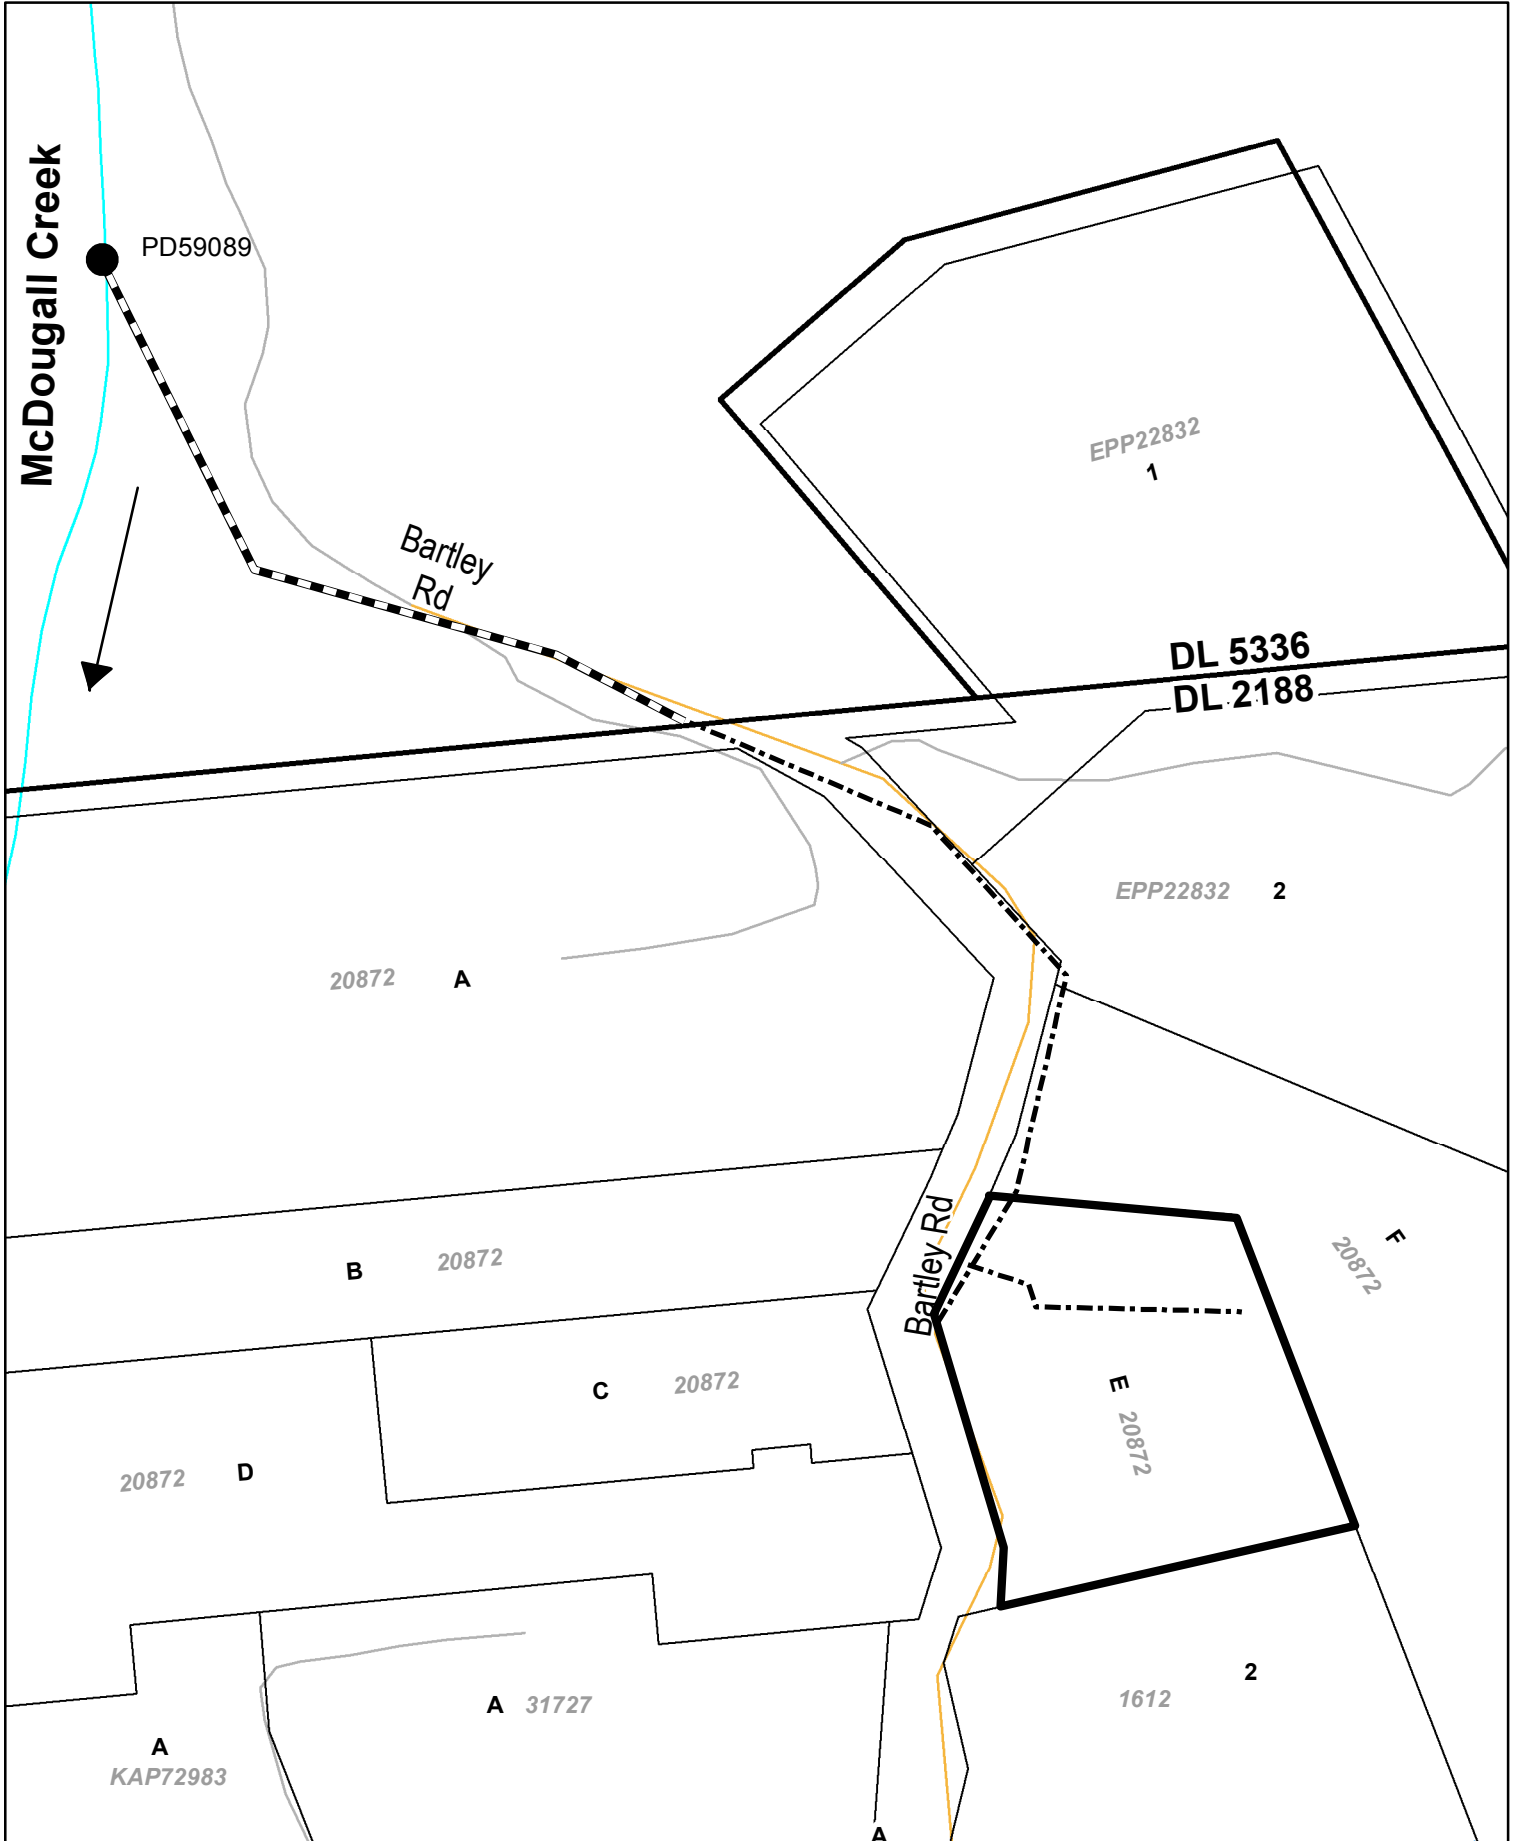 McDougall Creek
PD59089
EPP22832
1
Bartley
Rd
DL 5336
DL 2188
EPP22832 2
20872 A
Bartley Rd
B 20872
F
20872
C 20872
E
20872
20872 D
2
1612
A 31727
A
KAP72983
A